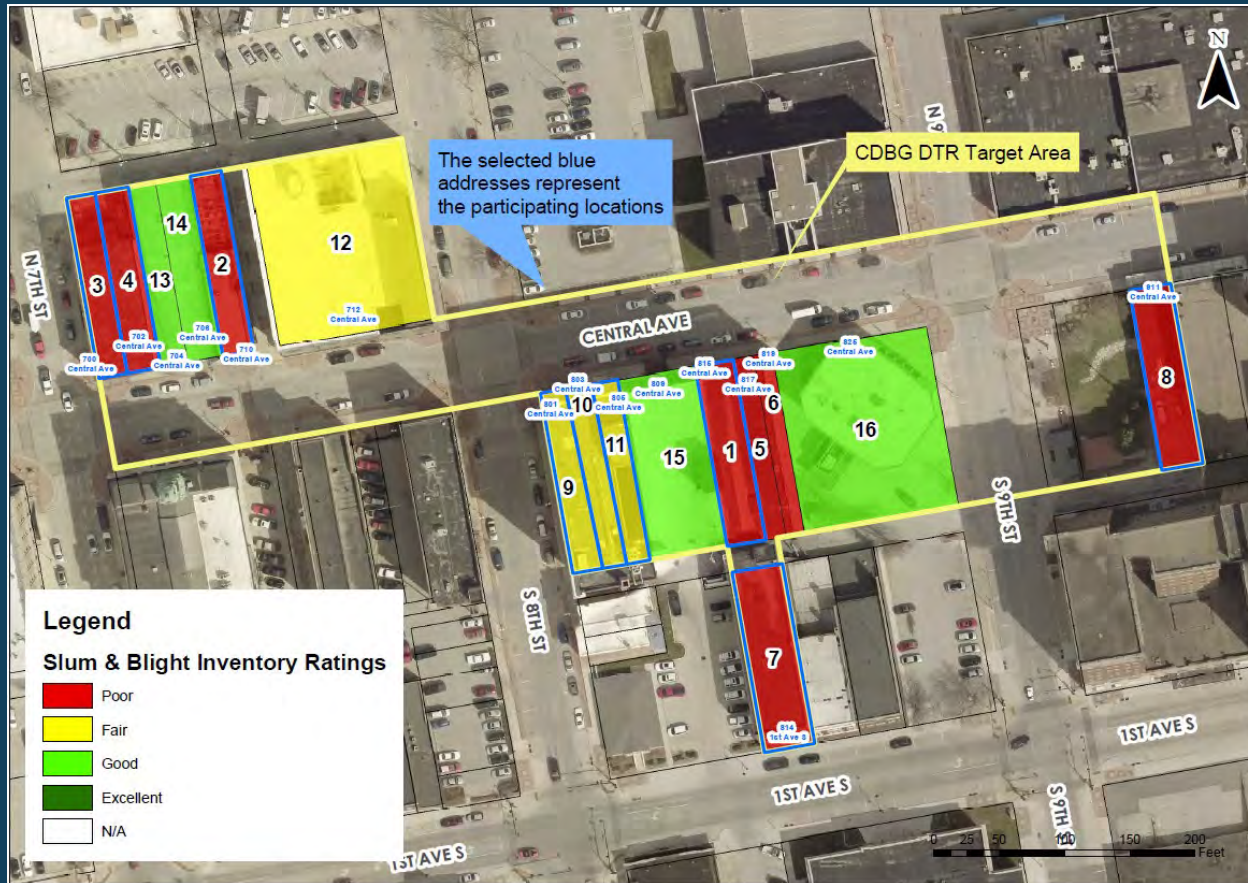 N
N 9
CDBG DTR Target Area
The selected blue
addresses represent
the participating locations
N 7TH ST
3
4
13
14
2
12
700
Central Ave
702
Central Ave
704
Central Ave
706
Central Ave
710
Central Ave
712
Central Ave
CENTRAL AVE
811
Central Ave
8
801
Central Ave
803
Central Ave
805
Central Ave
809
Central Ave
815
Central Ave
817
Central Ave
819
Central Ave
825
Central Ave
9
10
11
15
1
5
6
16
S 8TH ST
S 9TH ST
7
814
1st Ave S
1ST AVE S
1ST AVE S
1ST AVE S
S 9TH S
Legend
Slum & Blight Inventory Ratings
Poor
Fair
Good
Excellent
N/A
0 25 50 100 150 200
Feet